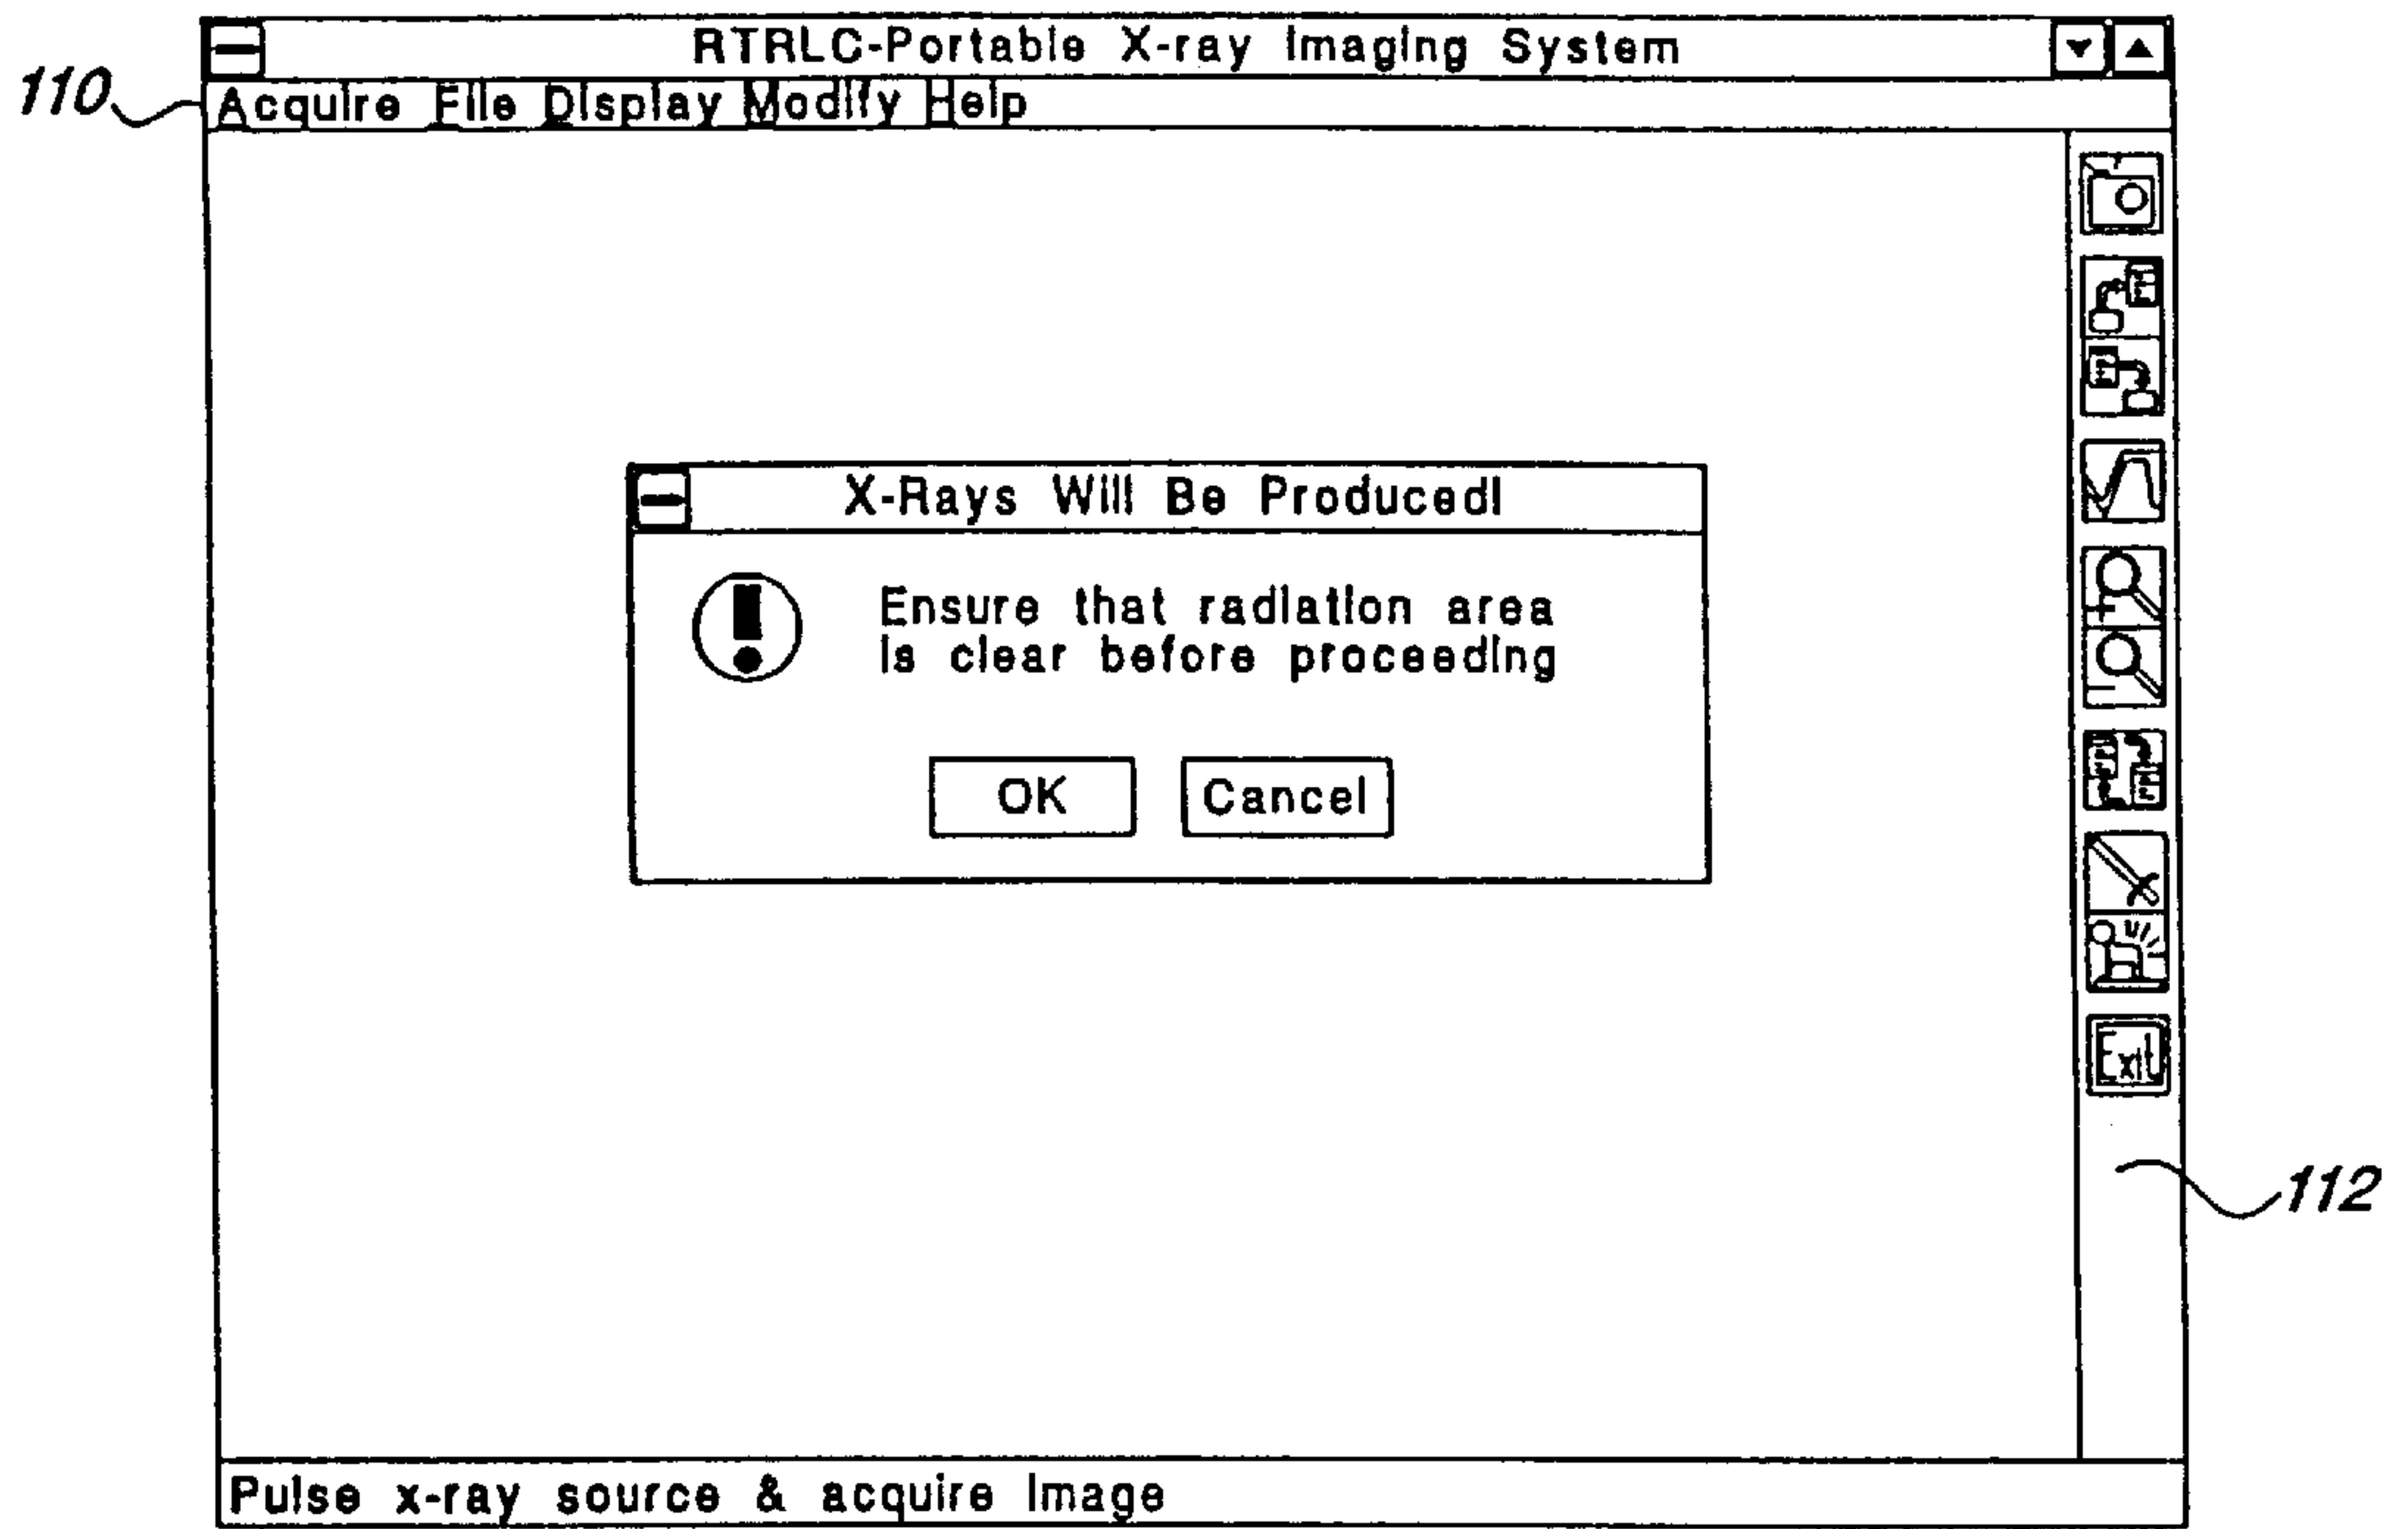 RTRLC-Portable X-ray Imaging System
110
Acquire File Display Modify Help
X-Rays Will Be Produced!
Ensure that radiation area
is clear before proceeding
OK Cancel
Exit
112
Pulse x-ray source & acquire Image